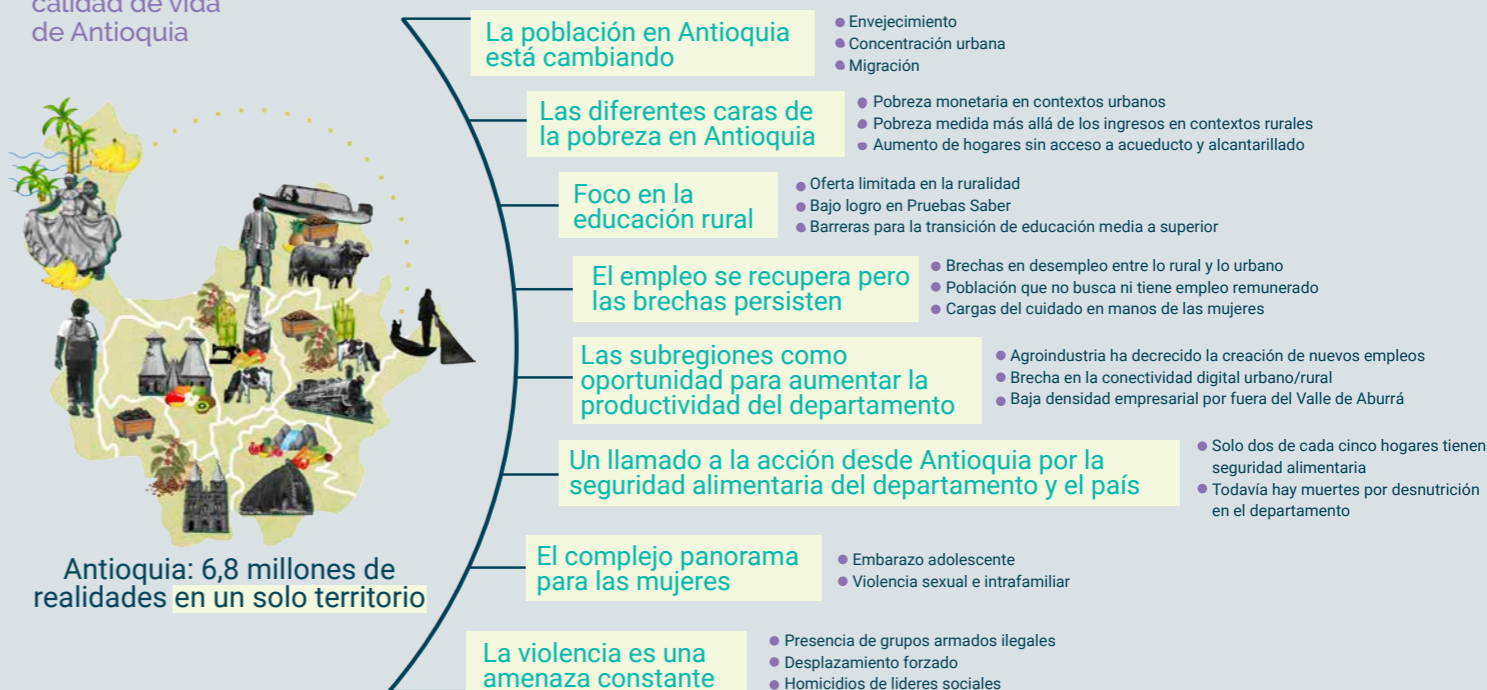 calidad de vida
de Antioquia
La población en Antioquia
está cambiando
Envejecimiento
Concentración urbana
Migración
Las diferentes caras de
la pobreza en Antioquia
Pobreza monetaria en contextos urbanos
Pobreza medida más allá de los ingresos en contextos rurales
Aumento de hogares sin acceso a acueducto y alcantarillado
Foco en la
educación rural
Oferta limitada en la ruralidad
Bajo logro en Pruebas Saber
Barreras para la transición de educación media a superior
El empleo se recupera pero
las brechas persisten
Brechas en desempleo entre lo rural y lo urbano
Población que no busca ni tiene empleo remunerado
Cargas del cuidado en manos de las mujeres
Las subregiones como
oportunidad para aumentar la
productividad del departamento
Agroindustria ha decrecido la creación de nuevos empleos
Brecha en la conectividad digital urbano/rural
Baja densidad empresarial por fuera del Valle de Aburrá
Un llamado a la acción desde Antioquia por la
seguridad alimentaria del departamento y el país
Solo dos de cada cinco hogares tienen
seguridad alimentaria
Todavía hay muertes por desnutrición
en el departamento
El complejo panorama
para las mujeres
Embarazo adolescente
Violencia sexual e intrafamiliar
La violencia es una
amenaza constante
Presencia de grupos armados ilegales
Desplazamiento forzado
Homicidios de lideres sociales
Antioquia: 6,8 millones de
realidades en un solo territorio